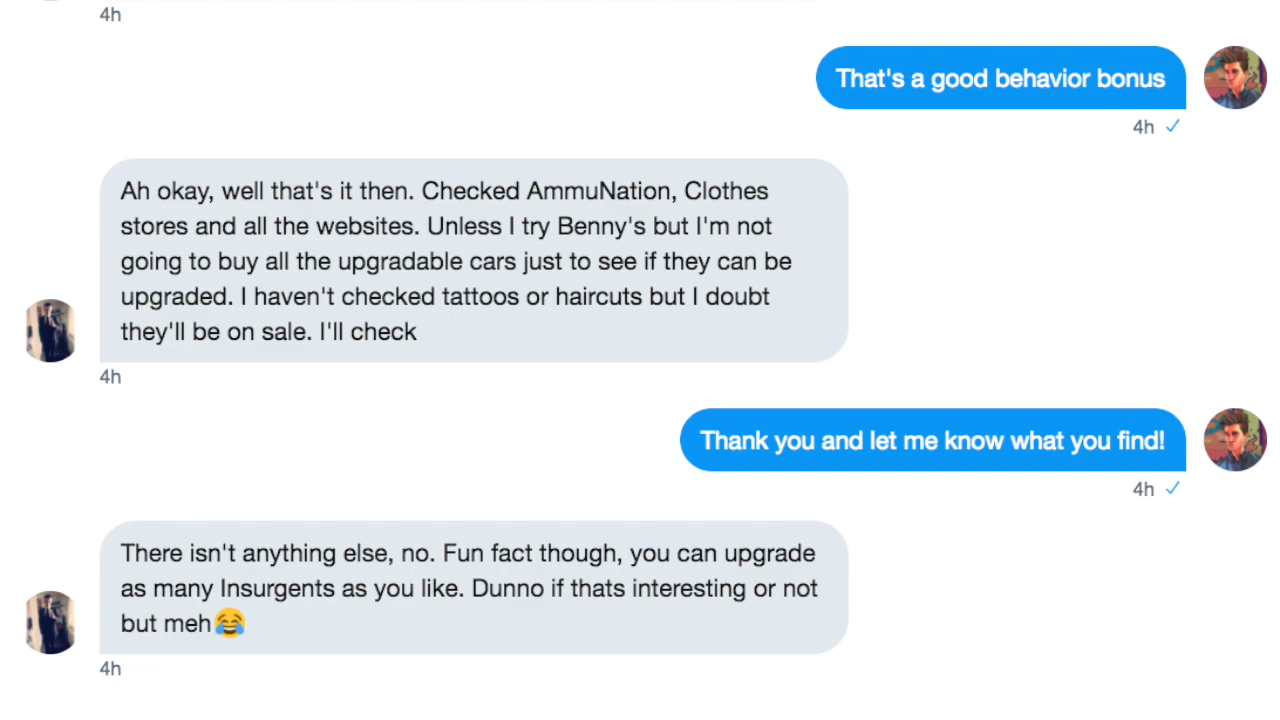 4h
That's a good behavior bonus
4h ✓
Ah okay, well that's it then. Checked AmmuNation, Clothes
stores and all the websites. Unless I try Benny's but I'm not
going to buy all the upgradable cars just to see if they can be
upgraded. I haven't checked tattoos or haircuts but I doubt
they'll be on sale. I'll check
4h
Thank you and let me know what you find!
4h ✓
There isn't anything else, no. Fun fact though, you can upgrade
as many Insurgents as you like. Dunno if thats interesting or not
but meh😂
4h